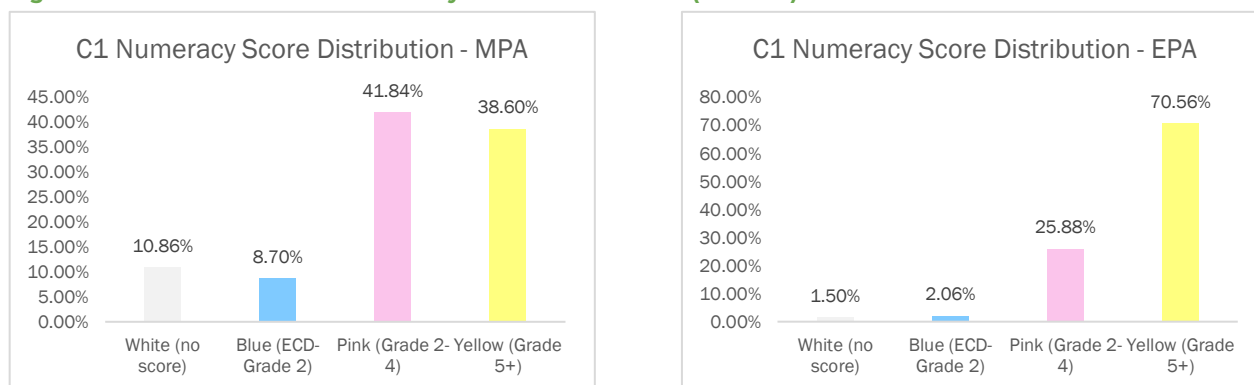 C1 Numeracy Score Distribution - MPA
45.00%
40.00%
35.00%
30.00%
25.00%
20.00%
15.00%
10.00%
5.00%
0.00%
10.86%
8.70%
41.84%
38.60%
White (no score)
Blue (ECD-Grade 2)
Pink (Grade 2-4)
Yellow (Grade 5+)
C1 Numeracy Score Distribution - EPA
80.00%
70.00%
60.00%
50.00%
40.00%
30.00%
20.00%
10.00%
0.00%
1.50%
2.06%
25.88%
70.56%
White (no score)
Blue (ECD-Grade 2)
Pink (Grade 2-4)
Yellow (Grade 5+)